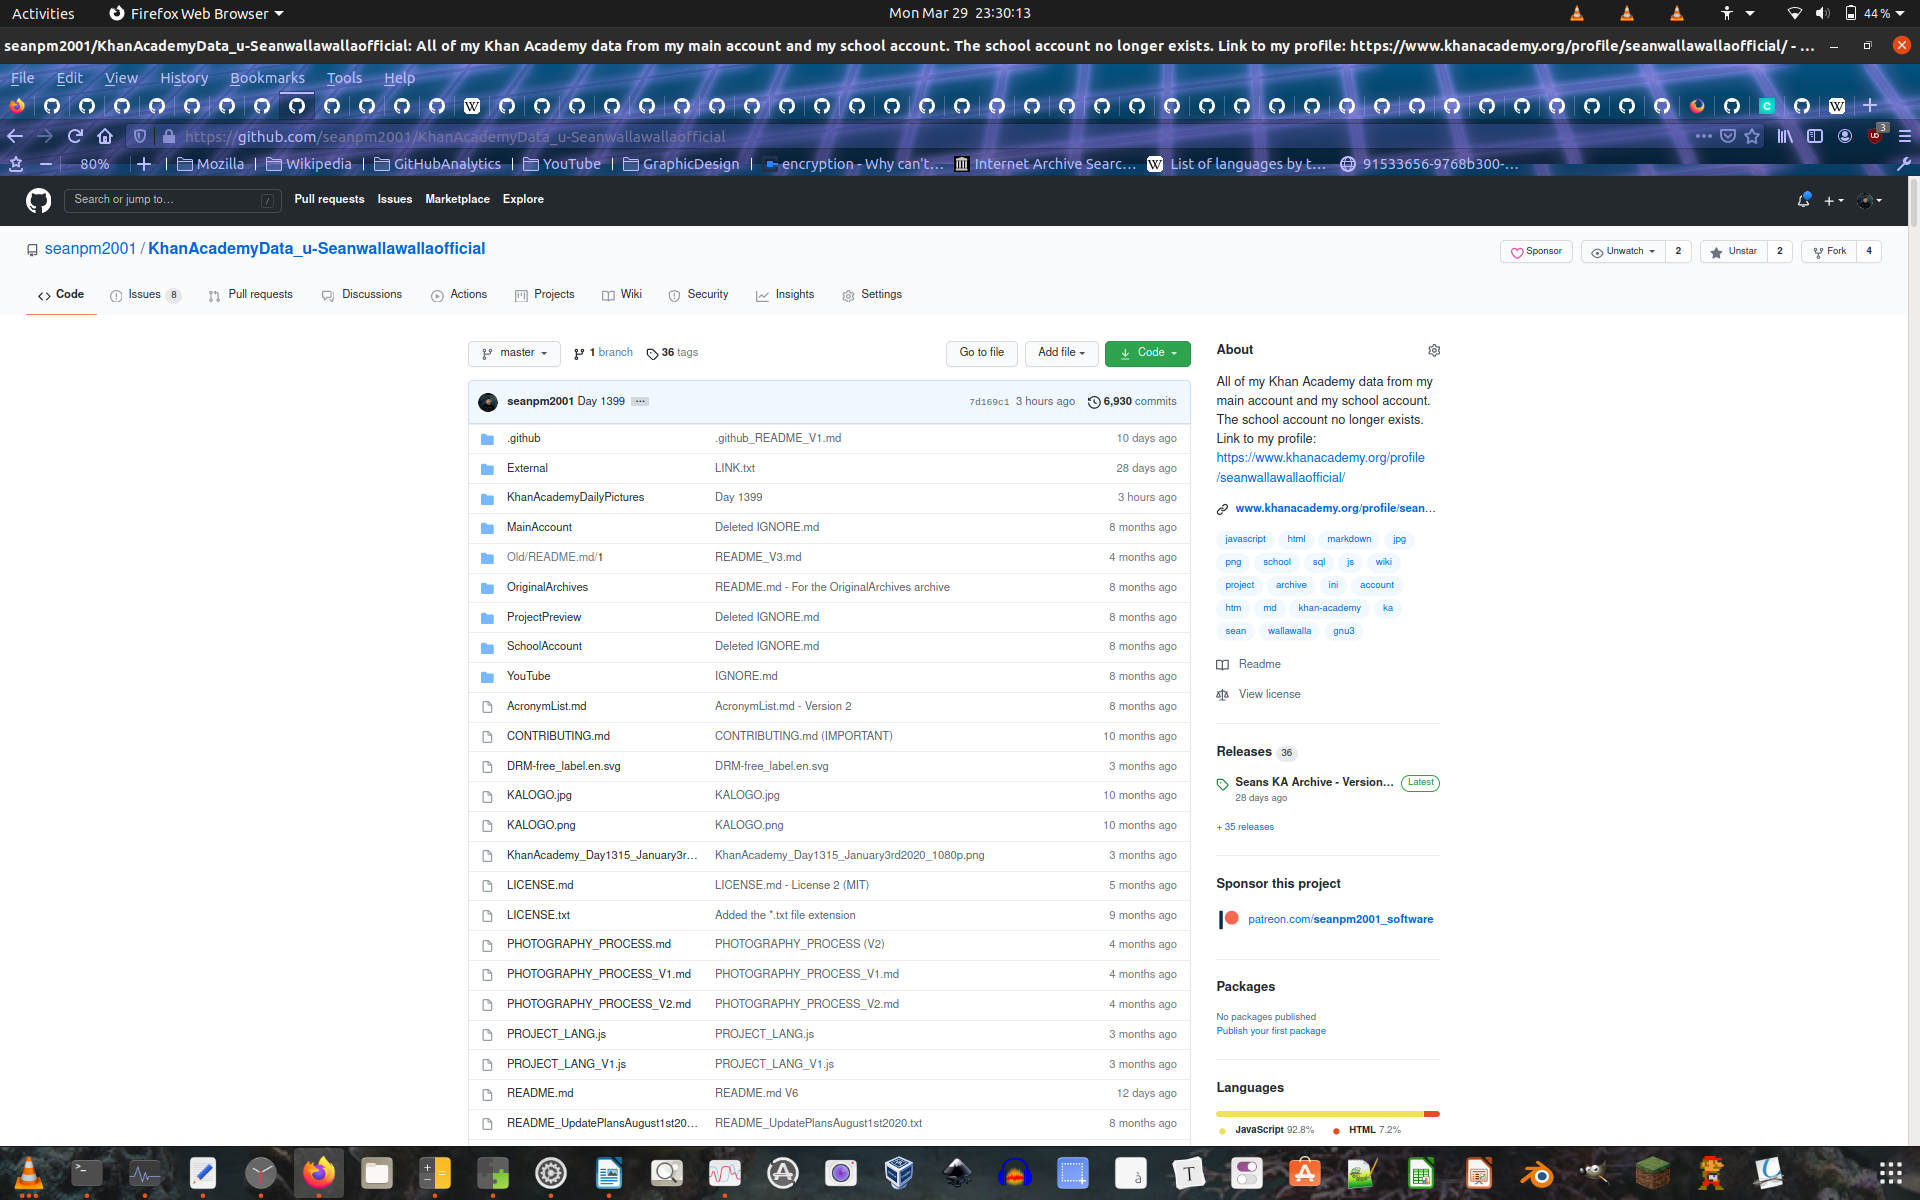 Activities
Firefox Web Browser
Mon Mar 29 23:30:13
44 %
seanpm2001/KhanAcademyData_u-Seanwallawallaofficial: All of my Khan Academy data from my main account and my school account. The school account no longer exists. Link to my profile: https://www.khanacademy.org/profile/seanwallawallaofficial/ - ...
File Edit View History Bookmarks Tools Help
https://github.com/seanpm2001/KhanAcademyData_u-Seanwallawallaofficial
3
80%
Mozilla
Wikipedia
GitHubAnalytics
YouTube
GraphicDesign
encryption - Why can't...
Internet Archive Searc...
List of languages by t...
91533656-9768b300-...
Search or jump to...
/
Pull requests Issues Marketplace Explore
seanpm2001 / KhanAcademyData_u-Seanwallawallaofficial
Sponsor
Unwatch 2
Unstar 2
Fork 4
Code
Issues 8
Pull requests
Discussions
Actions
Projects
Wiki
Security
Insights
Settings
master
1 branch
36 tags
Go to file
Add file
Code
seanpm2001 Day 1399 ...
7d169c1 3 hours ago
6,930 commits
.github .github_README_V1.md 10 days ago
External LINK.txt 28 days ago
KhanAcademyDailyPictures Day 1399 3 hours ago
MainAccount Deleted IGNORE.md 8 months ago
Old/README.md/1 README_V3.md 4 months ago
OriginalArchives README.md - For the OriginalArchives archive 8 months ago
ProjectPreview Deleted IGNORE.md 8 months ago
SchoolAccount Deleted IGNORE.md 8 months ago
YouTube IGNORE.md 8 months ago
AcronymList.md AcronymList.md - Version 2 8 months ago
CONTRIBUTING.md CONTRIBUTING.md (IMPORTANT) 10 months ago
DRM-free_label.en.svg DRM-free_label.en.svg 3 months ago
KALOGO.jpg KALOGO.jpg 10 months ago
KALOGO.png KALOGO.png 10 months ago
KhanAcademy_Day1315_January3r... KhanAcademy_Day1315_January3rd2020_1080p.png 3 months ago
LICENSE.md LICENSE.md - License 2 (MIT) 5 months ago
LICENSE.txt Added the *.txt file extension 9 months ago
PHOTOGRAPHY_PROCESS.md PHOTOGRAPHY_PROCESS (V2) 4 months ago
PHOTOGRAPHY_PROCESS_V1.md PHOTOGRAPHY_PROCESS_V1.md 4 months ago
PHOTOGRAPHY_PROCESS_V2.md PHOTOGRAPHY_PROCESS_V2.md 4 months ago
PROJECT_LANG.js PROJECT_LANG.js 3 months ago
PROJECT_LANG_V1.js PROJECT_LANG_V1.js 3 months ago
README.md README.md V6 12 days ago
README_UpdatePlansAugust1st20... README_UpdatePlansAugust1st2020.txt 8 months ago
About
All of my Khan Academy data from my
main account and my school account.
The school account no longer exists.
Link to my profile:
https://www.khanacademy.org/profile
/seanwallawallaofficial/
www.khanacademy.org/profile/sean...
javascript html markdown jpg
png school sql js wiki
project archive ini account
htm md khan-academy ka
sean wallawalla gnu3
Readme
View license
Releases 36
Seans KA Archive - Version... Latest
28 days ago
+ 35 releases
Sponsor this project
patreon.com/seanpm2001_software
Packages
No packages published
Publish your first package
Languages
JavaScript 92.8%
HTML 7.2%